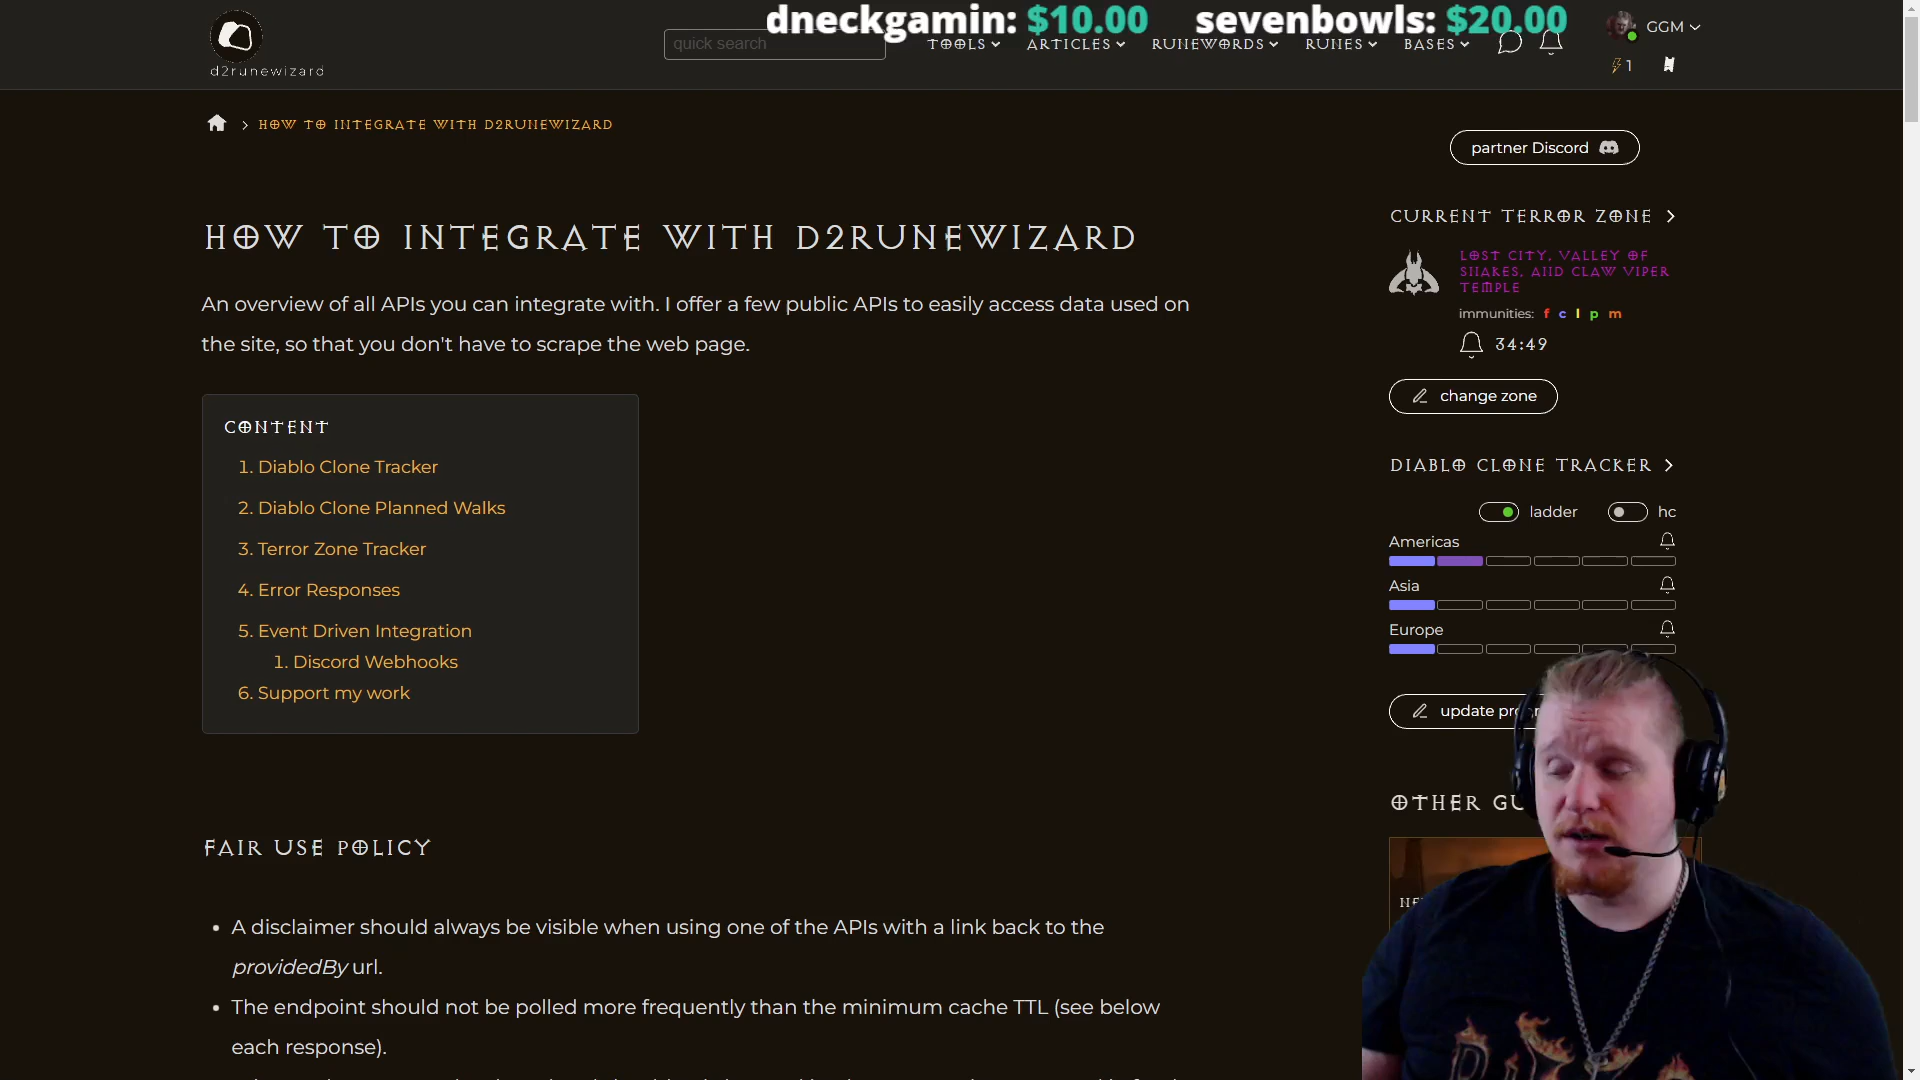 dneckgamin: $10.00 sevenbowls: $20.00
d2runewizard
quick search
TOOLS
ARTICLES
RUNEWORDS
RUNES
BASES
GGM
1
HOW TO INTEGRATE WITH D2RUNEWIZARD
HOW TO INTEGRATE WITH D2RUNEWIZARD
An overview of all APIs you can integrate with. I offer a few public APIs to easily access data used on
the site, so that you don't have to scrape the web page.
CONTENT
1. Diablo Clone Tracker
2. Diablo Clone Planned Walks
3. Terror Zone Tracker
4. Error Responses
5. Event Driven Integration
1. Discord Webhooks
6. Support my work
FAIR USE POLICY
• A disclaimer should always be visible when using one of the APIs with a link back to the
providedBy url.
• The endpoint should not be polled more frequently than the minimum cache TTL (see below
each response).
partner Discord
CURRENT TERROR ZONE
LOST CITY, VALLEY OF
SNAKES, AND CLAW VIPER
TEMPLE
immunities: f c l p m
34:49
change zone
DIABLO CLONE TRACKER
ladder
hc
Americas
Asia
Europe
update
OTHER